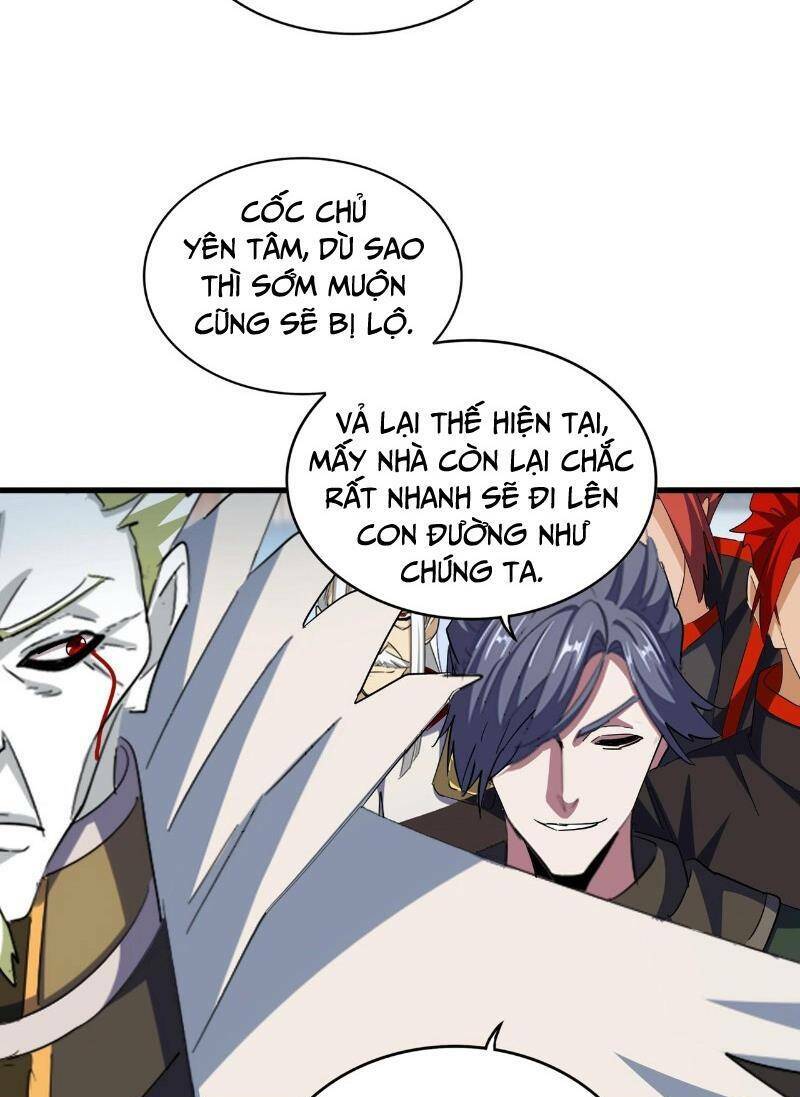 CỐC CHỦ
YÊN TÂM, DÙ SAO
THÌ SỚM MUỘN
CŨNG SẼ BỊ LỘ.
VẢ LẠI THẾ HIỆN TẠI,
MẤY NHÀ CÒN LẠI CHẮC
RẤT NHANH SẼ ĐI LÊN
CON ĐƯỜNG NHƯ
CHÚNG TA.